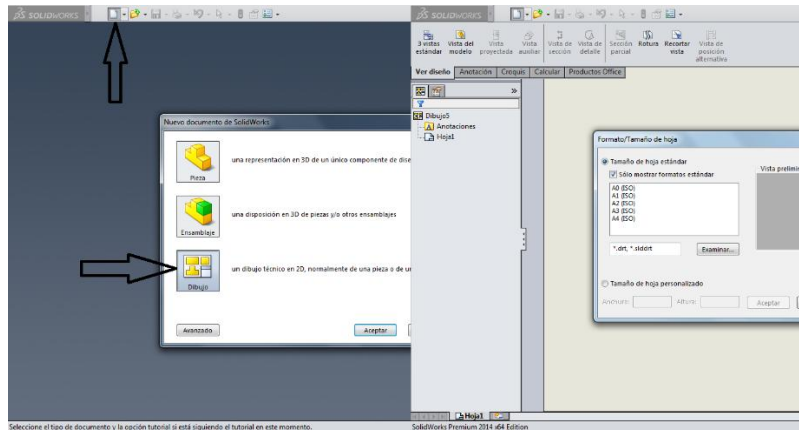 SOLIDWORKS
Nuevo documento de SolidWorks
Pieza
una representación en 3D de un único componente de dise
Ensamblaje
una disposición en 3D de piezas y/o otros ensamblajes
Dibujo
un dibujo técnico en 2D, normalmente de una pieza o de u
Avanzado
Aceptar
Seleccione el tipo de documento y la opción tutorial si está siguiendo el tutorial en este momento.
SOLIDWORKS
3 vistas estándar
Vista del modelo
Vista proyectada
Vista auxiliar
Vista de sección
Vista de detalle
Sección parcial
Rotura
Recortar vista
Vista de posición alternativa
Ver diseño Anotación Croquis Calcular Productos Office
Dibujo5
Anotaciones
Hoja1
Formato/Tamaño de hoja
Tamaño de hoja estándar
Sólo mostrar formatos estándar
Vista prelimin
A0 (ISO)
A1 (ISO)
A2 (ISO)
A3 (ISO)
A4 (ISO)
*.drt, *.slddrt
Examinar...
Tamaño de hoja personalizado
Anchura: Altura: Aceptar
Hoja1
SolidWorks Premium 2014 x64 Edition